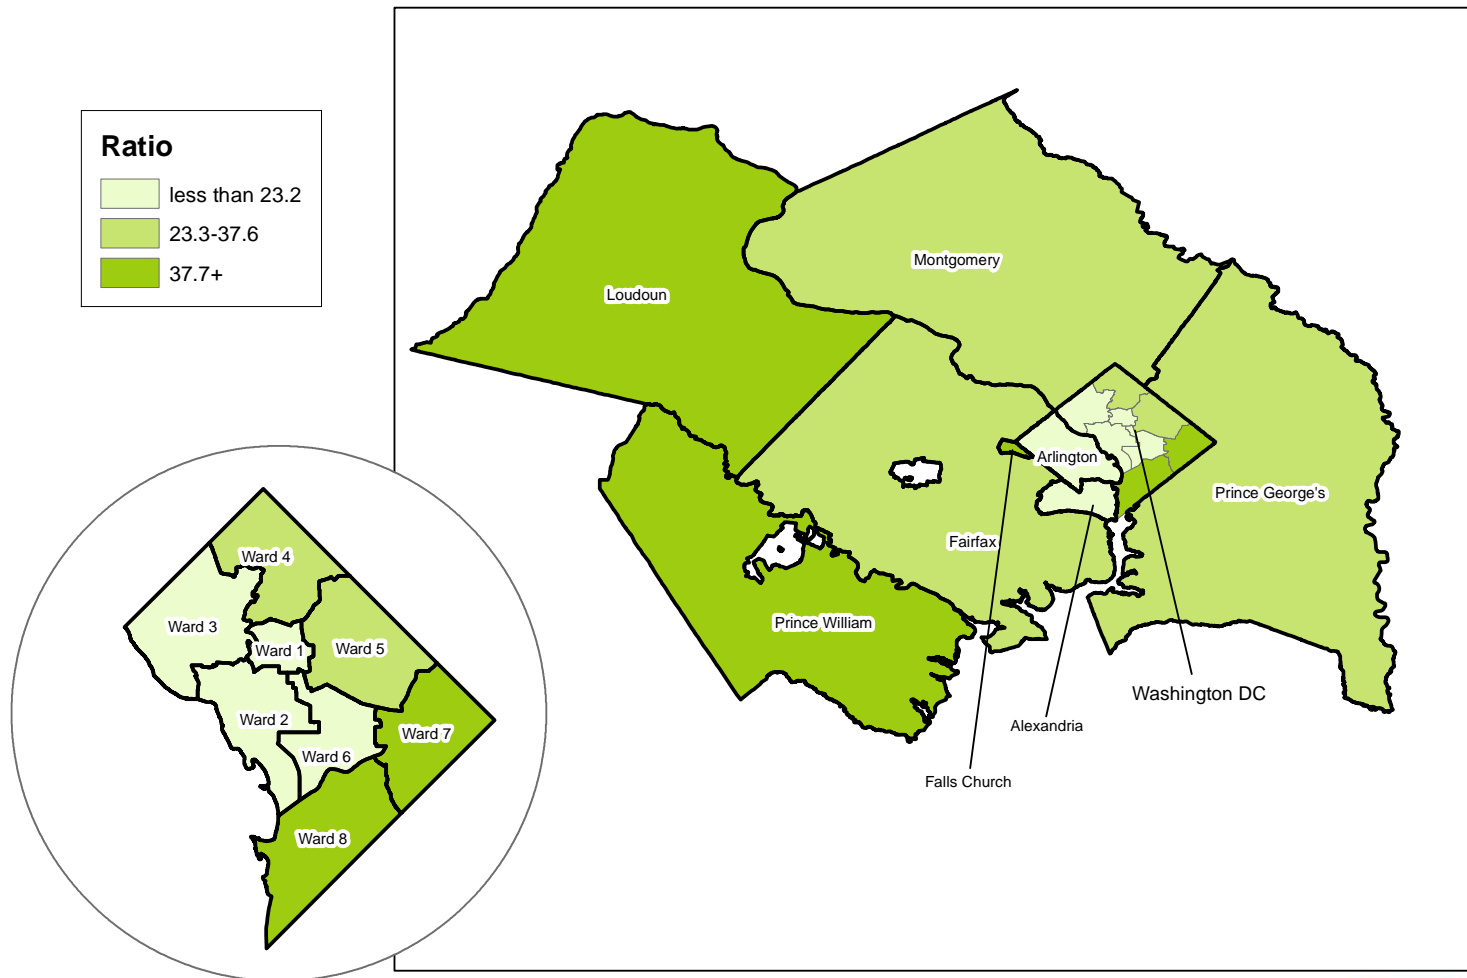 Ratio
less than 23.2
23.3-37.6
37.7+
Montgomery
Loudoun
Arlington
Prince George's
Fairfax
Prince William
Washington DC
Alexandria
Falls Church
Ward 4
Ward 3
Ward 1
Ward 5
Ward 2
Ward 7
Ward 6
Ward 8